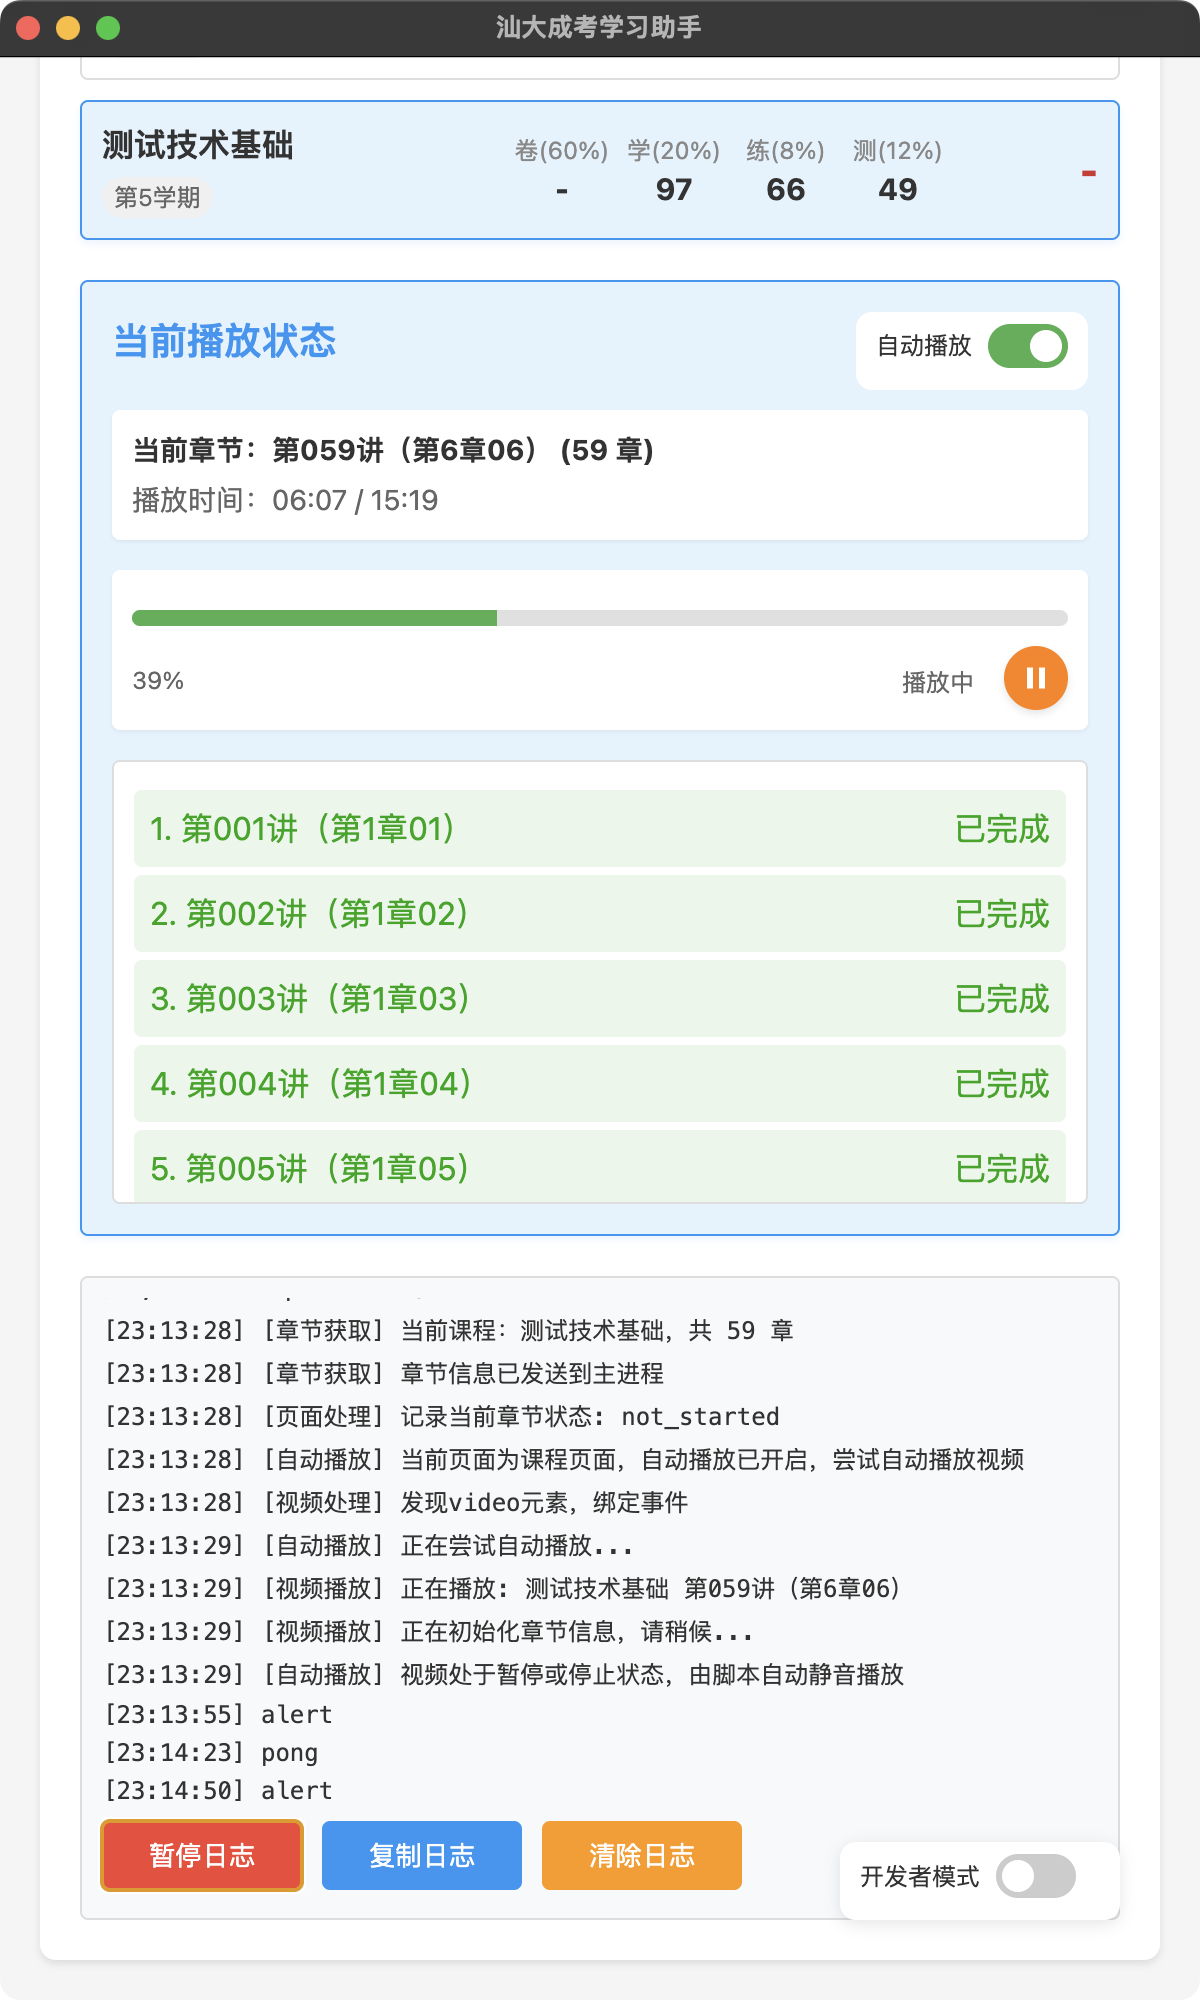 汕大成考学习助手
测试技术基础
第5学期
卷(60%) 学(20%) 练(8%) 测(12%)
- 97 66 49
-
当前播放状态
自动播放
当前章节：第059讲（第6章06） (59 章)
播放时间：06:07 / 15:19
39%
播放中
1. 第001讲（第1章01） 已完成
2. 第002讲（第1章02） 已完成
3. 第003讲（第1章03） 已完成
4. 第004讲（第1章04） 已完成
5. 第005讲（第1章05） 已完成
[23:13:28] [章节获取] 当前课程：测试技术基础，共 59 章
[23:13:28] [章节获取] 章节信息已发送到主进程
[23:13:28] [页面处理] 记录当前章节状态: not_started
[23:13:28] [自动播放] 当前页面为课程页面，自动播放已开启，尝试自动播放视频
[23:13:28] [视频处理] 发现video元素，绑定事件
[23:13:29] [自动播放] 正在尝试自动播放...
[23:13:29] [视频播放] 正在播放: 测试技术基础 第059讲（第6章06）
[23:13:29] [视频播放] 正在初始化章节信息，请稍候...
[23:13:29] [自动播放] 视频处于暂停或停止状态，由脚本自动静音播放
[23:13:55] alert
[23:14:23] pong
[23:14:50] alert
暂停日志 复制日志 清除日志
开发者模式